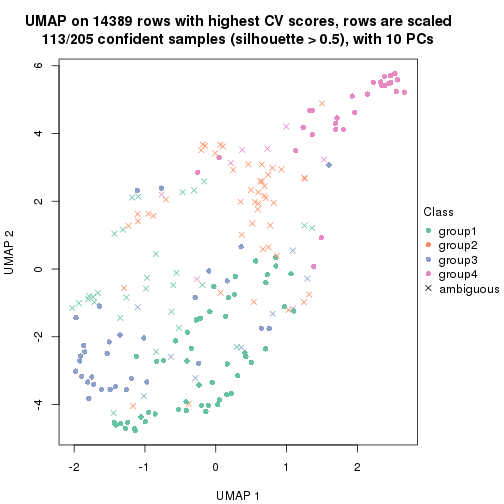 UMAP on 14389 rows with highest CV scores, rows are scaled
113/205 confident samples (silhouette > 0.5), with 10 PCs
6
4
2
0
-2
-4
UMAP 2
-2
-1
0
1
2
UMAP 1
Class
group1
group2
group3
group4
ambiguous